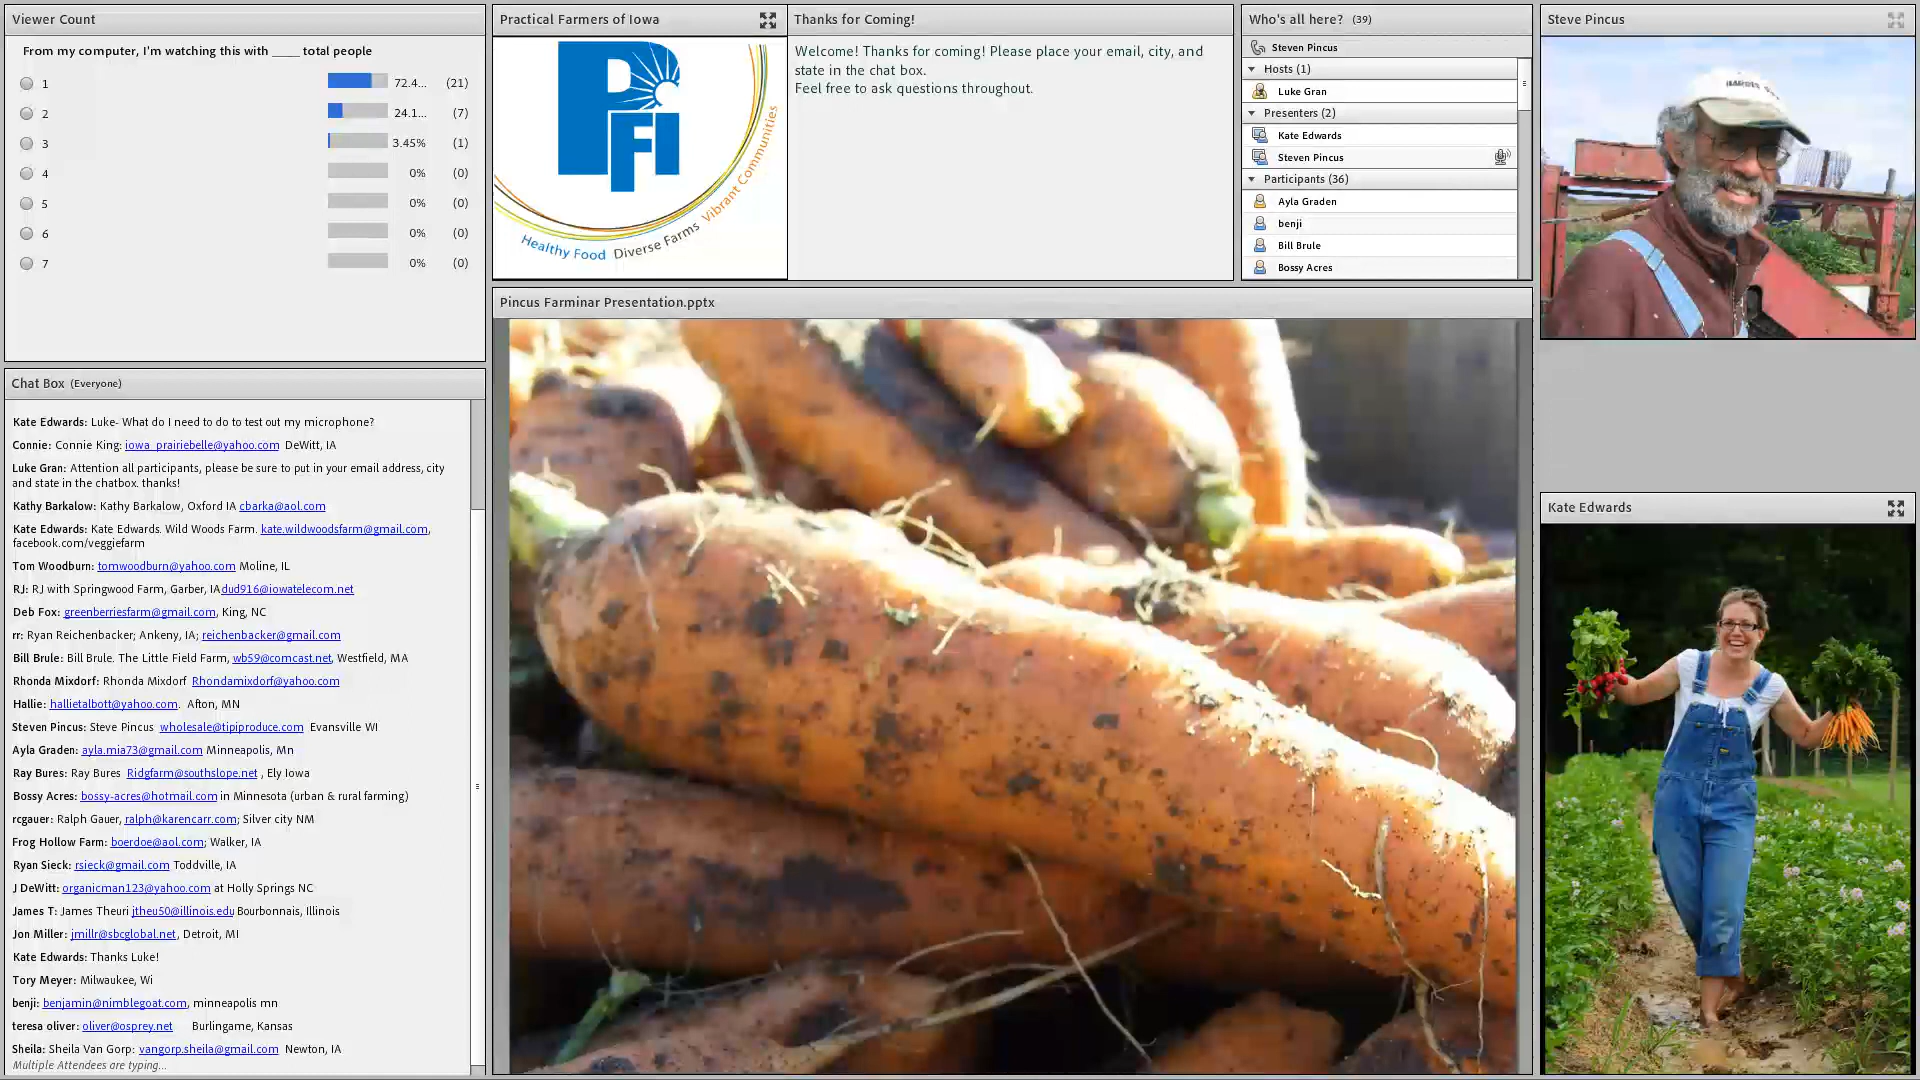 Viewer Count
From my computer, I'm watching this with ____ total people
1 72.4... (21)
2 24.1... (7)
3 3.45% (1)
4 0% (0)
5 0% (0)
6 0% (0)
7 0% (0)
Chat Box (Everyone)
Kate Edwards: Luke- What do I need to do to test out my microphone?
Connie: Connie King: iowa_prairiebelle@yahoo.com DeWitt, IA
Luke Gran: Attention all participants, please be sure to put in your email address, city
and state in the chatbox. thanks!
Kathy Barkalow: Kathy Barkalow, Oxford IA cbarka@aol.com
Kate Edwards: Kate Edwards. Wild Woods Farm. kate.wildwoodsfarm@gmail.com,
facebook.com/veggiefarm
Tom Woodburn: tomwoodburn@yahoo.com Moline, IL
RJ: RJ with Springwood Farm, Garber, IAdud916@iowatelecom.net
Deb Fox: greenberriesfarm@gmail.com, King, NC
rr: Ryan Reichenbacker; Ankeny, IA; reichenbacker@gmail.com
Bill Brule: Bill Brule. The Little Field Farm, wb59@comcast.net, Westfield, MA
Rhonda Mixdorf: Rhonda Mixdorf Rhondamixdorf@yahoo.com
Hallie: hallietalbott@yahoo.com. Afton, MN
Steven Pincus: Steve Pincus wholesale@tipiproduce.com Evansville WI
Ayla Graden: ayla.mia73@gmail.com Minneapolis, Mn
Ray Bures: Ray Bures Ridgfarm@southslope.net , Ely Iowa
Bossy Acres: bossy-acres@hotmail.com in Minnesota (urban & rural farming)
rcgauer: Ralph Gauer, ralph@karencarr.com; Silver city NM
Frog Hollow Farm: boerdoe@aol.com; Walker, IA
Ryan Sieck: rsieck@gmail.com Toddville, IA
J DeWitt: organicman123@yahoo.com at Holly Springs NC
James T: James Theuri jtheu50@illinois.edu Bourbonnais, Illinois
Jon Miller: jmillr@sbcglobal.net, Detroit, MI
Kate Edwards: Thanks Luke!
Tory Meyer: Milwaukee, Wi
benji: benjamin@nimblegoat.com, minneapolis mn
teresa oliver: oliver@osprey.net Burlingame, Kansas
Sheila: Sheila Van Gorp: vangorp.sheila@gmail.com Newton, IA
Multiple Attendees are typing...
Practical Farmers of Iowa
PFI
Healthy Food Diverse Farms Vibrant Communities
Thanks for Coming!
Welcome! Thanks for coming! Please place your email, city, and
state in the chat box.
Feel free to ask questions throughout.
Who's all here? (39)
Steven Pincus
Hosts (1)
Luke Gran
Presenters (2)
Kate Edwards
Steven Pincus
Participants (36)
Ayla Graden
benji
Bill Brule
Bossy Acres
Pincus Farminar Presentation.pptx
Steve Pincus
Kate Edwards